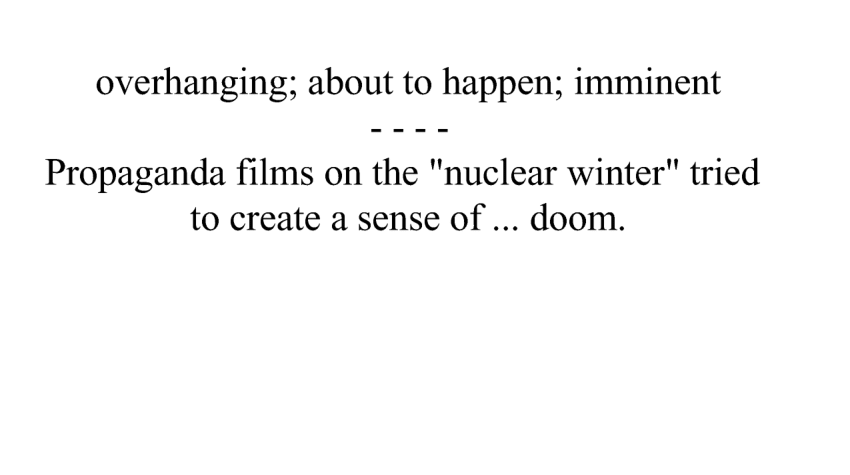 overhanging; about to happen; imminent
- - - -
Propaganda films on the "nuclear winter" tried
to create a sense of ... doom.